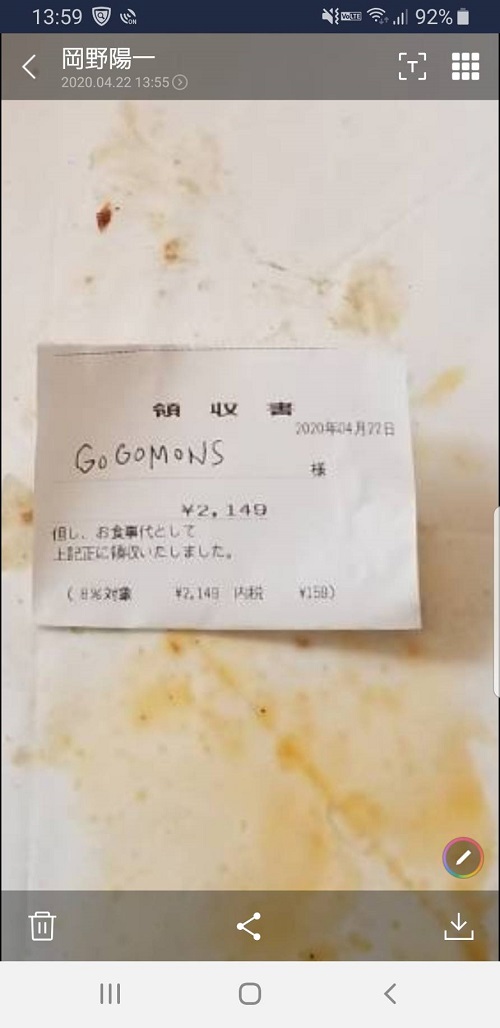 13:59
VoLTE
92%
岡野陽一
2020.04.22 13:55
T
領収書
2020年04月22日
GOGOMONS 様
¥2,149
但し、お食事代として
上記正に領収いたしました。
(8%対象 ¥2,149 内税 ¥159)